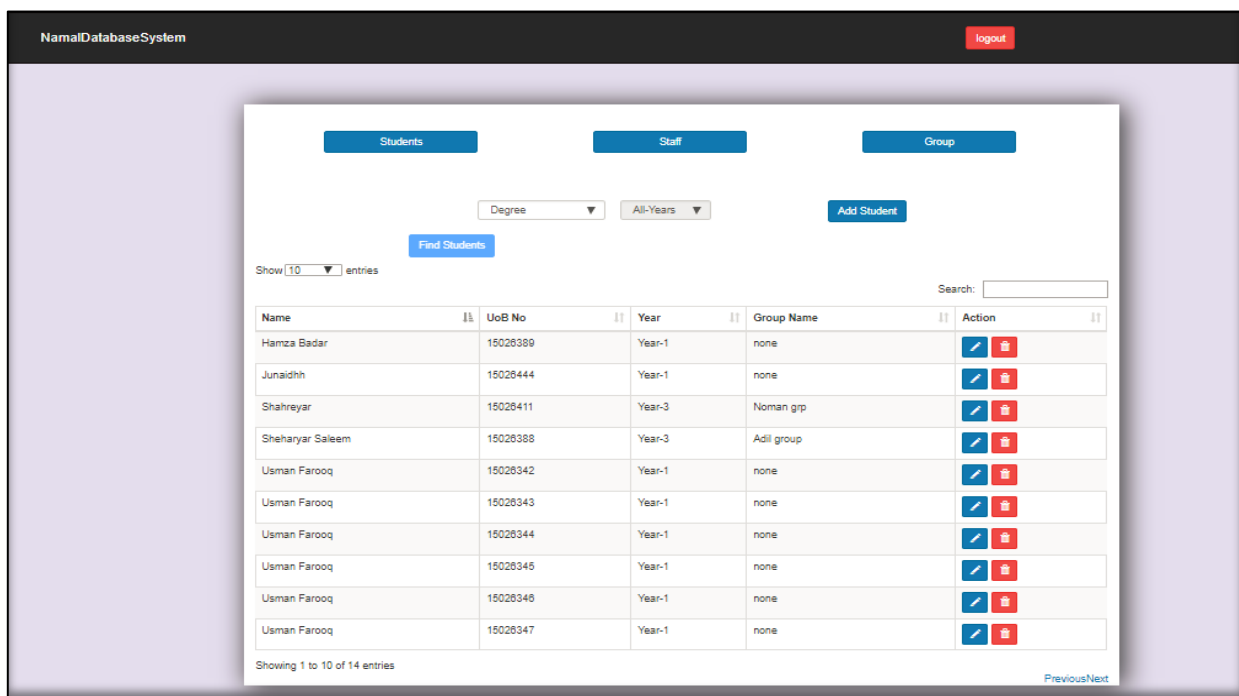 NamalDatabaseSystem logout
Students Staff Group
Degree All-Years Add Student
Find Students
Show 10 entries
Search:
Name UoB No Year Group Name Action
Hamza Badar 15026389 Year-1 none
Junaidhh 15026444 Year-1 none
Shahreyar 15026411 Year-3 Noman grp
Sheharyar Saleem 15026388 Year-3 Adil group
Usman Farooq 15026342 Year-1 none
Usman Farooq 15026343 Year-1 none
Usman Farooq 15026344 Year-1 none
Usman Farooq 15026345 Year-1 none
Usman Farooq 15026346 Year-1 none
Usman Farooq 15026347 Year-1 none
Showing 1 to 10 of 14 entries
PreviousNext